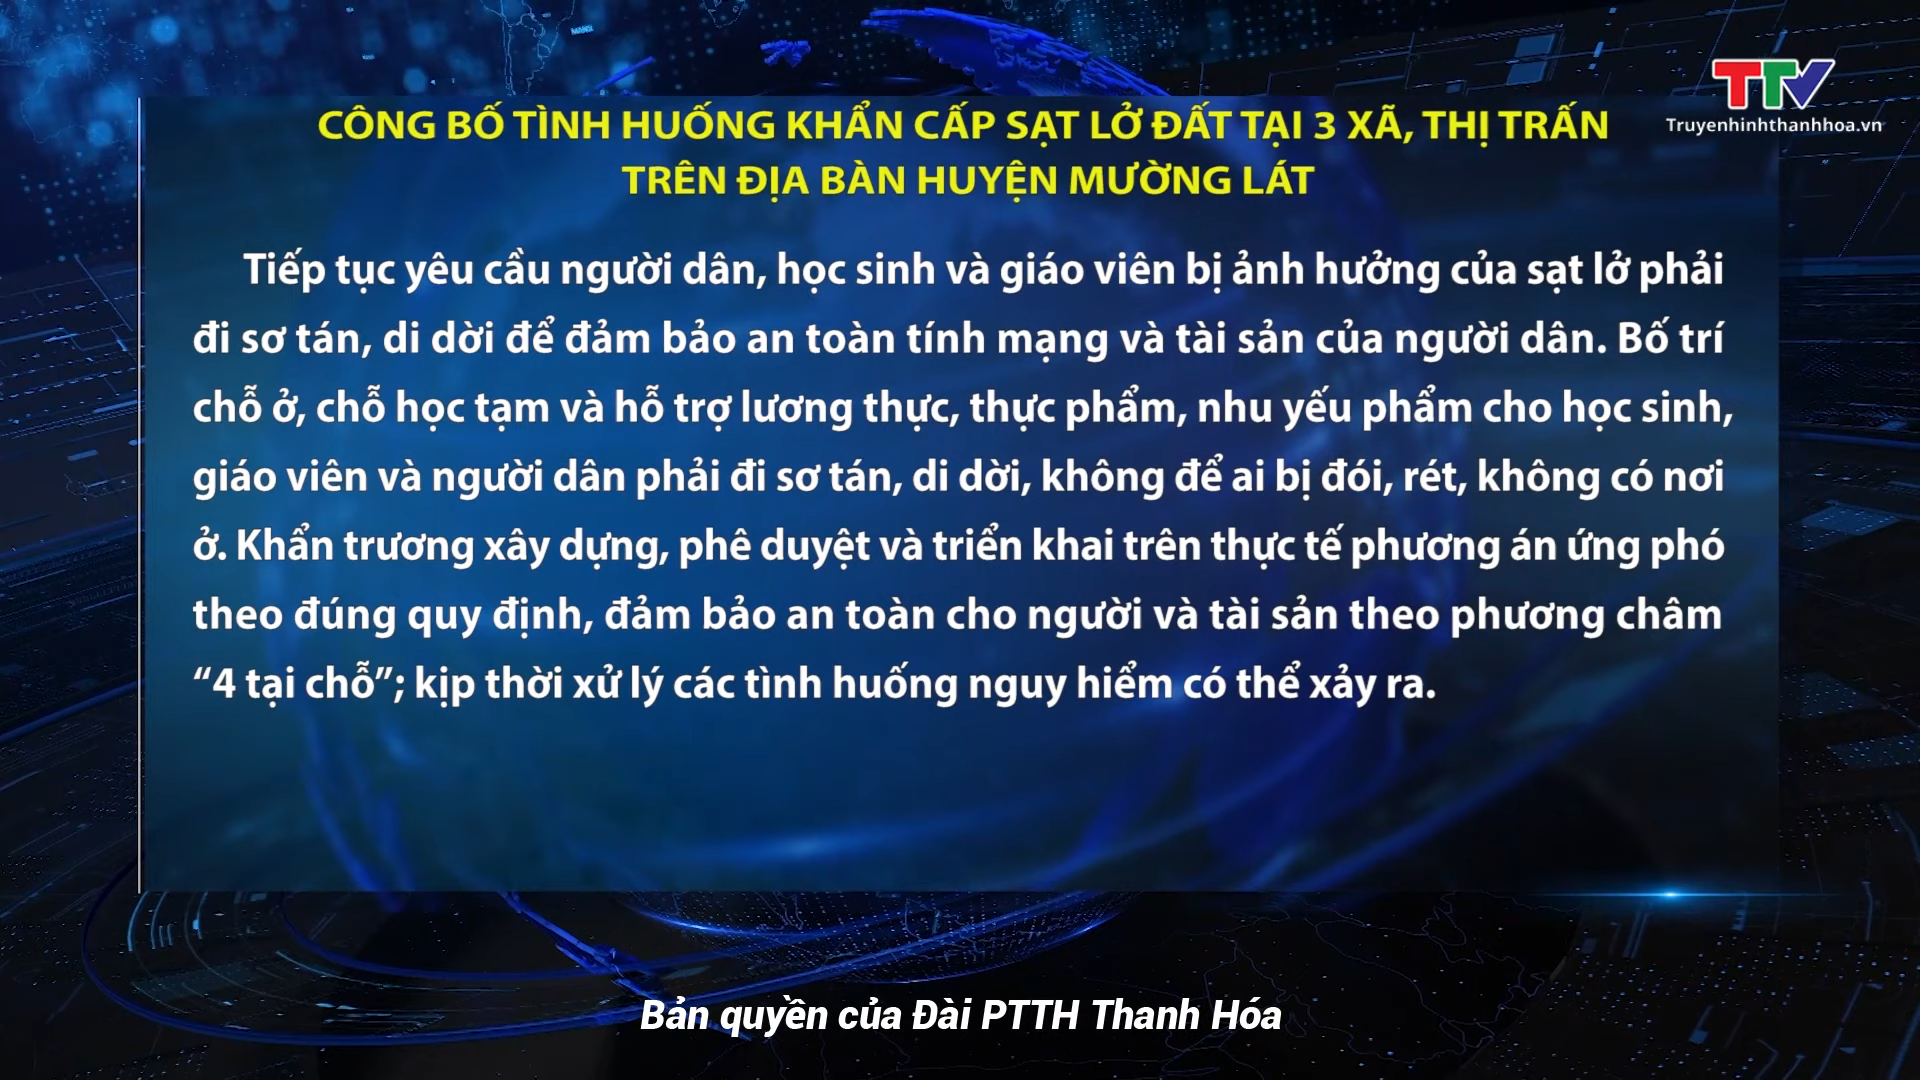 TTV
Truyenhinhthanhhoa.vn
CÔNG BỐ TÌNH HUỐNG KHẨN CẤP SẠT LỞ ĐẤT TẠI 3 XÃ, THỊ TRẤN
TRÊN ĐỊA BÀN HUYỆN MƯỜNG LÁT
Tiếp tục yêu cầu người dân, học sinh và giáo viên bị ảnh hưởng của sạt lở phải
đi sơ tán, di dời để đảm bảo an toàn tính mạng và tài sản của người dân. Bố trí
chỗ ở, chỗ học tạm và hỗ trợ lương thực, thực phẩm, nhu yếu phẩm cho học sinh,
giáo viên và người dân phải đi sơ tán, di dời, không để ai bị đói, rét, không có nơi
ở. Khẩn trương xây dựng, phê duyệt và triển khai trên thực tế phương án ứng phó
theo đúng quy định, đảm bảo an toàn cho người và tài sản theo phương châm
“4 tại chỗ”; kịp thời xử lý các tình huống nguy hiểm có thể xảy ra.
Bản quyền của Đài PTTH Thanh Hóa